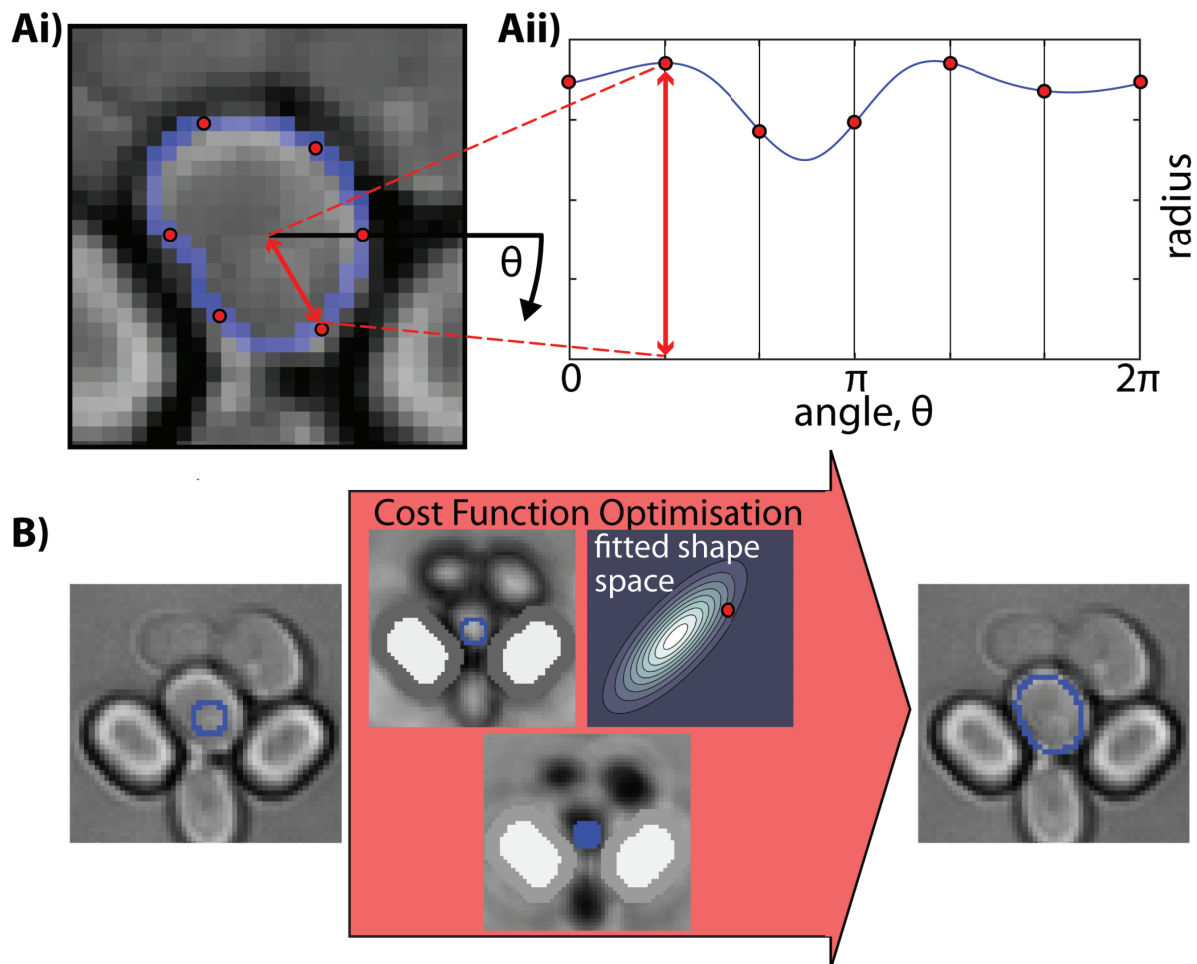 Ai)
Aii)
θ
radius
0
π
2π
angle, θ
B)
Cost Function Optimisation
fitted shape
space